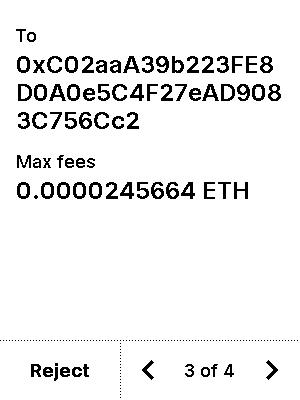 To
0xC02aaA39b223FE8
D0A0e5C4F27eAD908
3C756Cc2
Max fees
0.0000245664 ETH
Reject
3 of 4